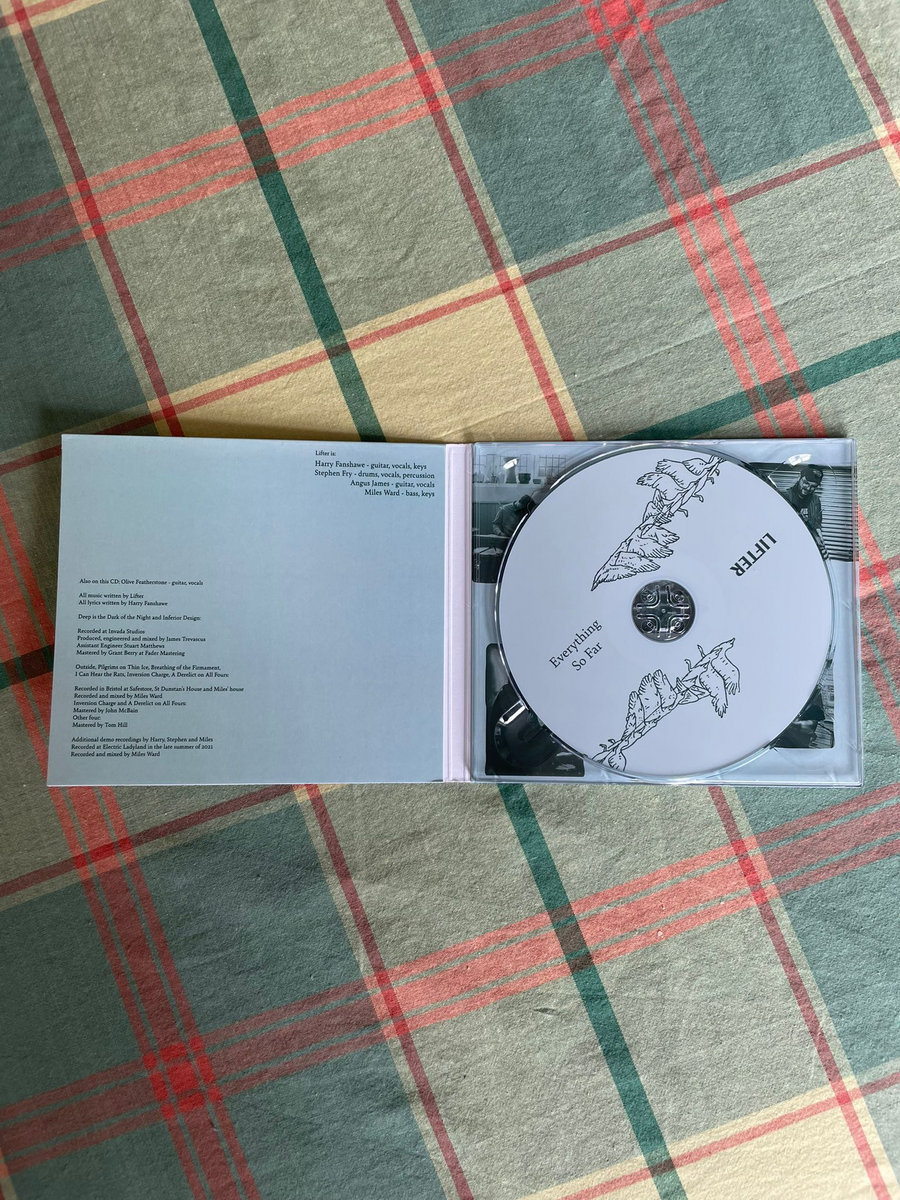 Lifter is:
Harry Fanshawe - guitar, vocals, keys
Stephen Fry - drums, vocals, percussion
Angus James - guitar, vocals
Miles Ward - bass, keys
Also on this CD: Olive Featherstone - guitar, vocals
All music written by Lifter
All lyrics written by Harry Fanshawe
Deep is the Dark of the Night and Inferior Design:
Recorded at Invada Studios
Produced, engineered and mixed by James Trevascus
Assistant Engineer Stuart Matthews
Mastered by Grant Berry at Fader Mastering
Outside, Pilgrims on Thin Ice, Breathing of the Firmament,
I Can Hear the Rats, Inversion Charge, A Derelict on All Fours:
Recorded in Bristol at Safestore, St Dunstan's House and Miles' house
Recorded and mixed by Miles Ward
Inversion Charge and A Derelict on All Fours:
Mastered by John McBain
Other four:
Mastered by Tom Hill
Additional demo recordings by Harry, Stephen and Miles
Recorded at Electric Ladyland in the late summer of 2021
Recorded and mixed by Miles Ward
LIFTER
Everything
So Far